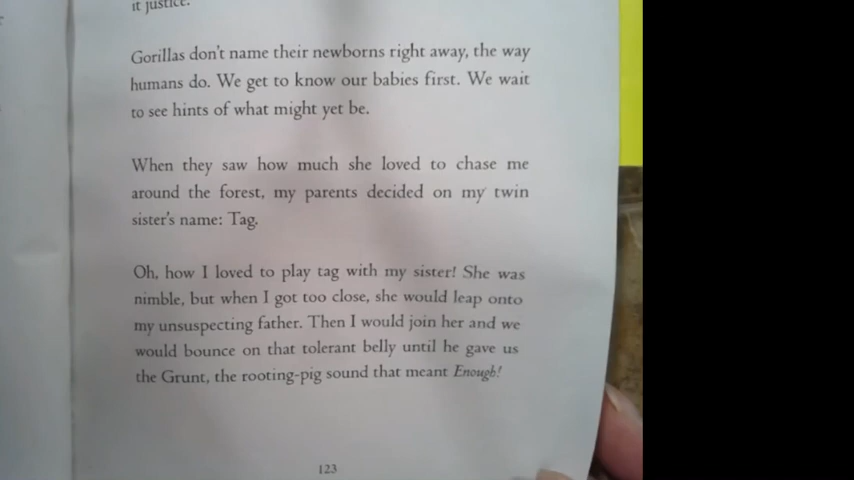 it justice.
Gorillas don't name their newborns right away, the way
humans do. We get to know our babies first. We wait
to see hints of what might yet be.
When they saw how much she loved to chase me
around the forest, my parents decided on my twin
sister's name: Tag.
Oh, how I loved to play tag with my sister! She was
nimble, but when I got too close, she would leap onto
my unsuspecting father. Then I would join her and we
would bounce on that tolerant belly until he gave us
the Grunt, the rooting-pig sound that meant Enough!
123